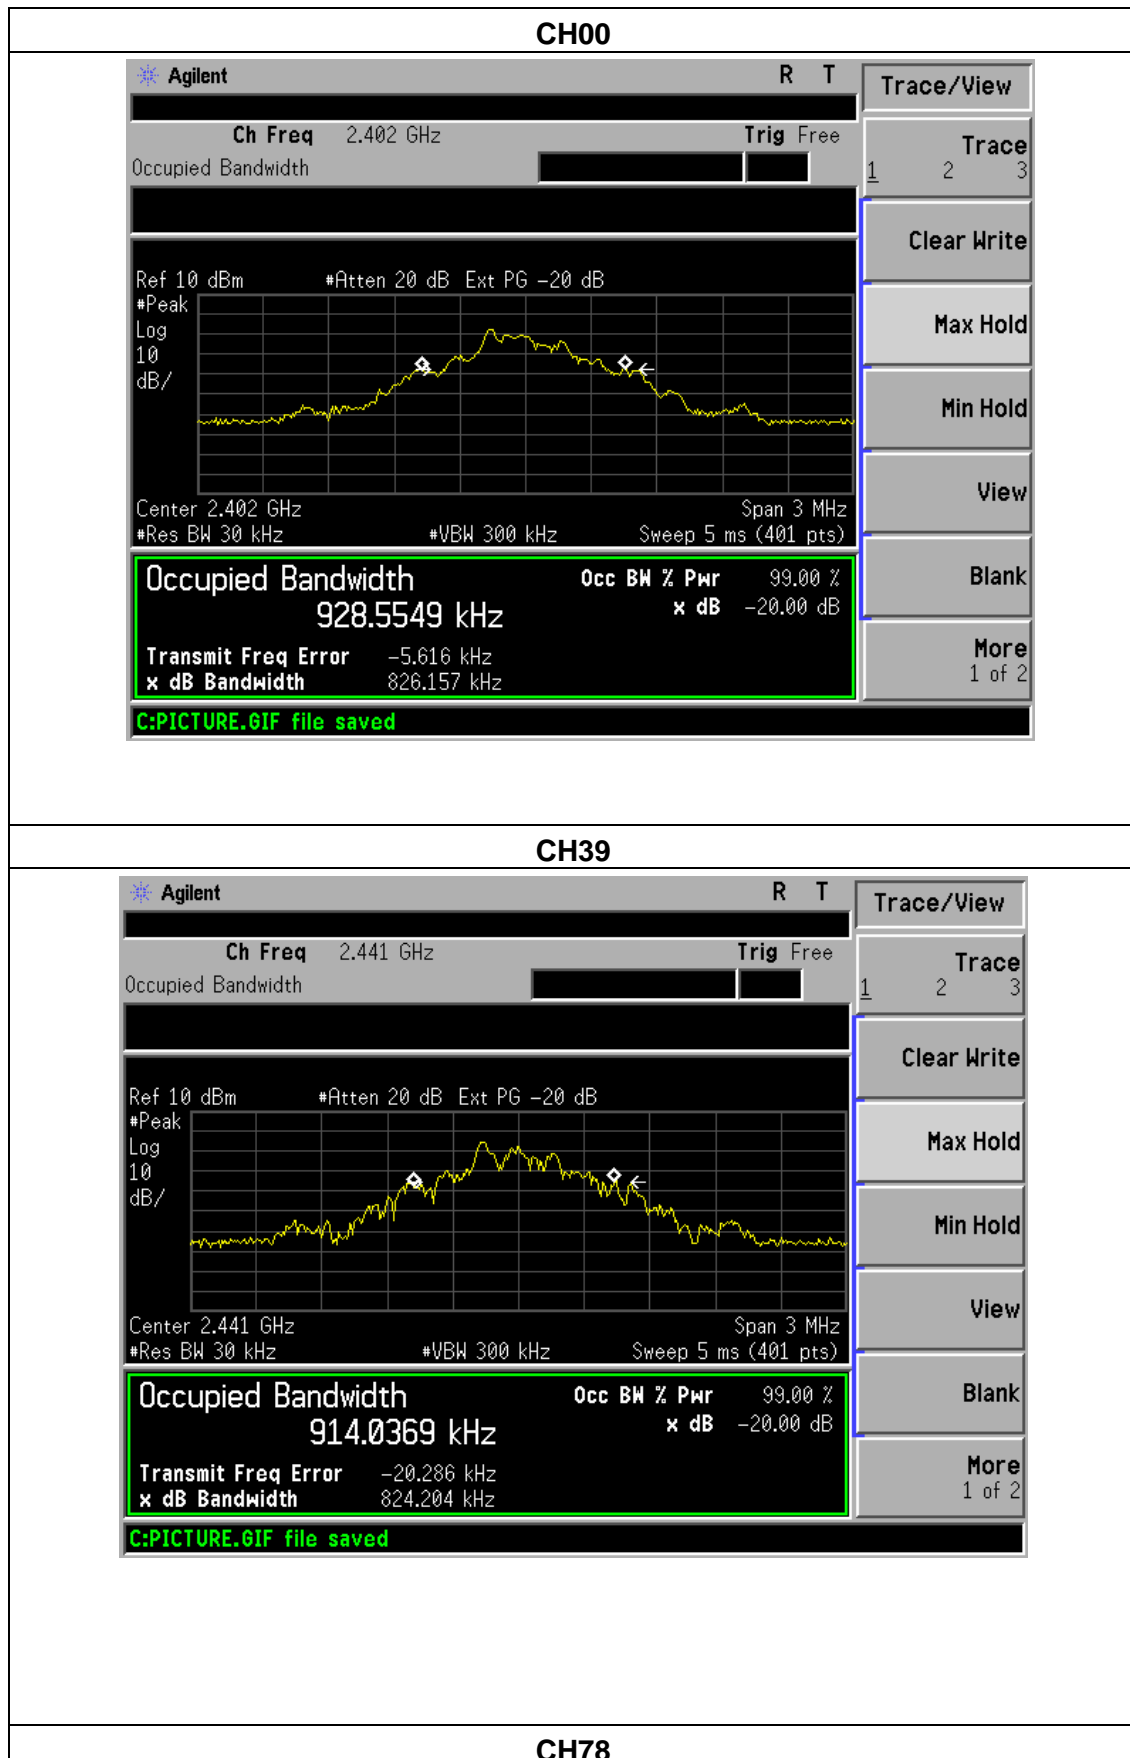 CH00
Agilent R T
Trace/View
Ch Freq 2.402 GHz Trig Free
Occupied Bandwidth
Trace
1 2 3
Clear Write
Max Hold
Min Hold
View
Blank
More
1 of 2
Ref 10 dBm #Atten 20 dB Ext PG -20 dB
#Peak
Log
10
dB/
Center 2.402 GHz Span 3 MHz
#Res BW 30 kHz #VBW 300 kHz Sweep 5 ms (401 pts)
Occupied Bandwidth Occ BW % Pwr 99.00 %
928.5549 kHz x dB -20.00 dB
Transmit Freq Error -5.616 kHz
x dB Bandwidth 826.157 kHz
C:PICTURE.GIF file saved
CH39
Agilent R T
Trace/View
Ch Freq 2.441 GHz Trig Free
Occupied Bandwidth
Trace
1 2 3
Clear Write
Max Hold
Min Hold
View
Blank
More
1 of 2
Ref 10 dBm #Atten 20 dB Ext PG -20 dB
#Peak
Log
10
dB/
Center 2.441 GHz Span 3 MHz
#Res BW 30 kHz #VBW 300 kHz Sweep 5 ms (401 pts)
Occupied Bandwidth Occ BW % Pwr 99.00 %
914.0369 kHz x dB -20.00 dB
Transmit Freq Error -20.286 kHz
x dB Bandwidth 824.204 kHz
C:PICTURE.GIF file saved
CH78